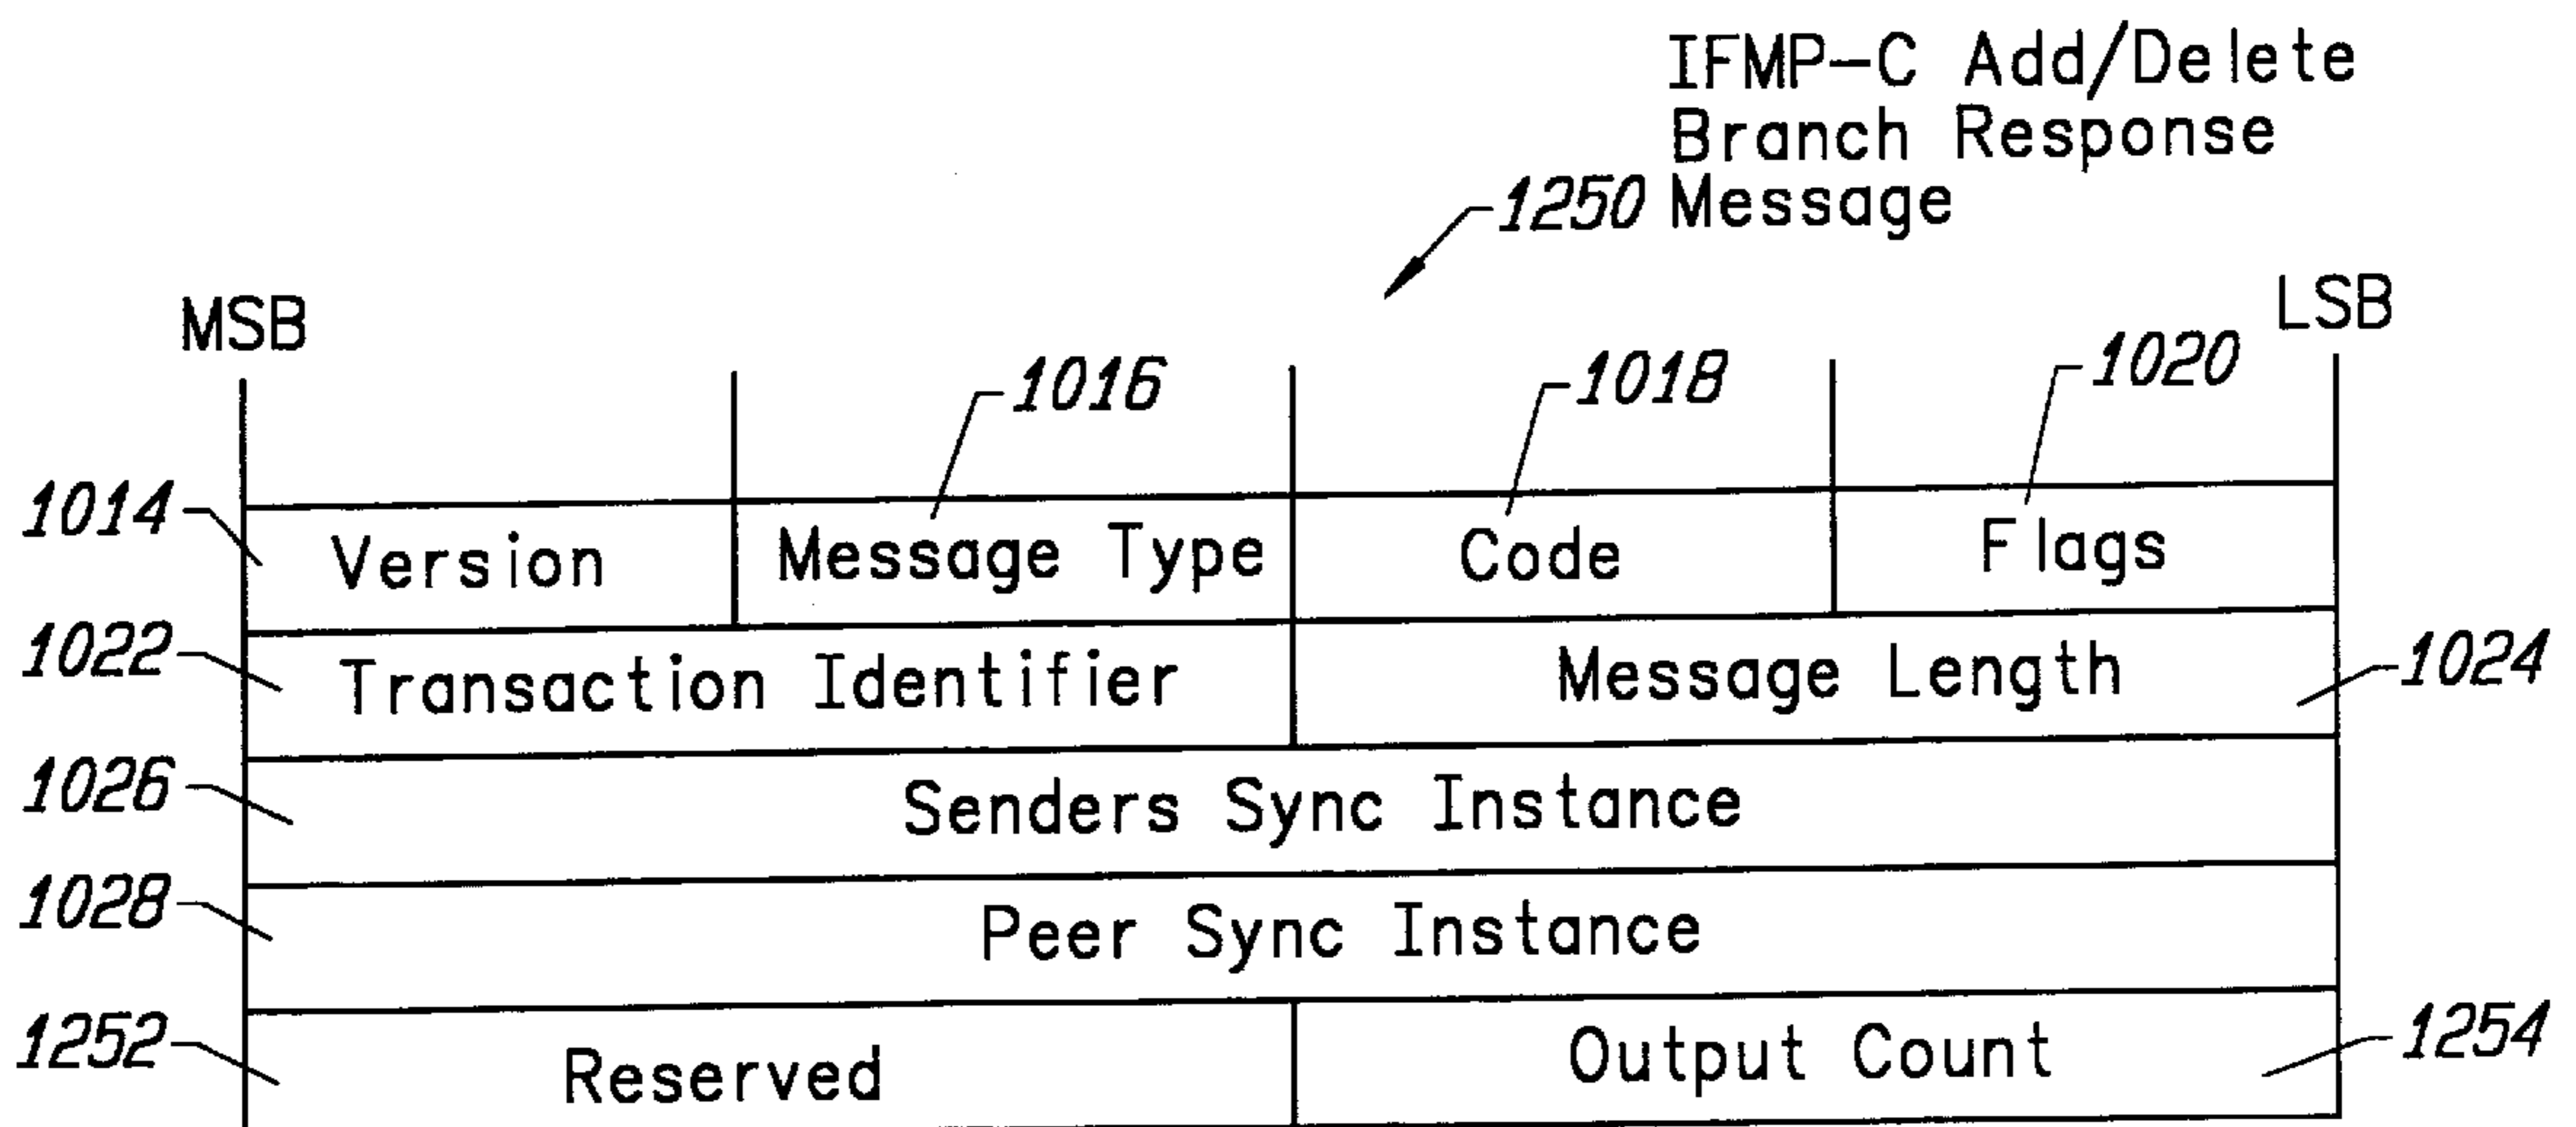 IFMP-C Add/Delete
Branch Response
1250 Message
MSB
LSB
1016
1018
1020
1014
Version
Message Type
Code
Flags
1022
Transaction Identifier
Message Length
1024
1026
Senders Sync Instance
1028
Peer Sync Instance
1252
Reserved
Output Count
1254